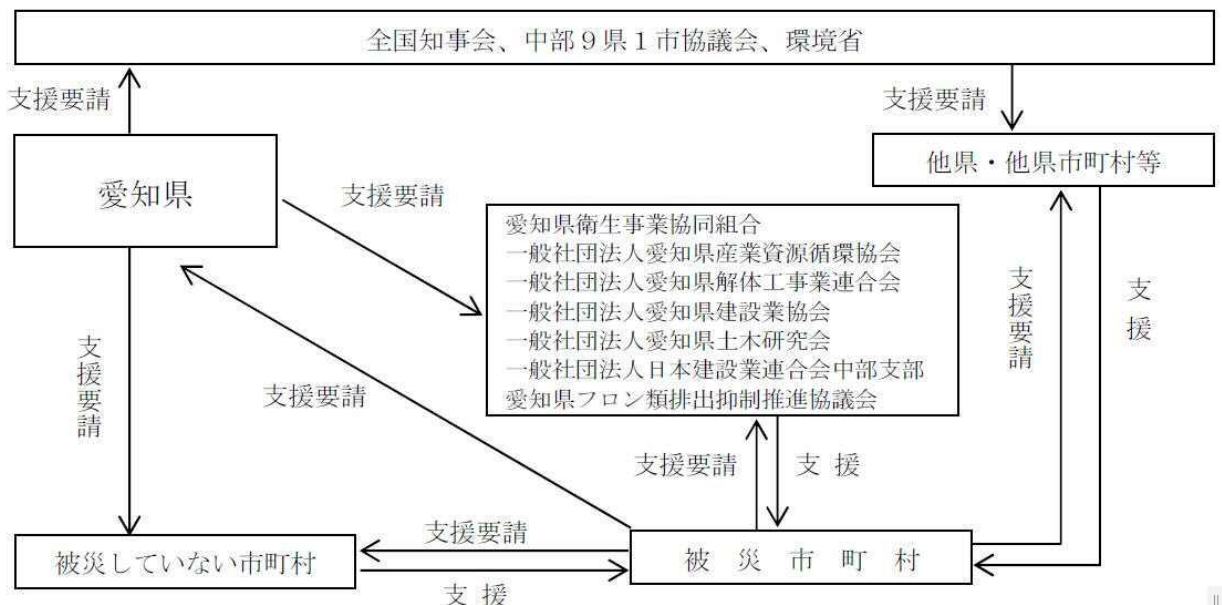 全国知事会、中部９県１市協議会、環境省
支援要請
支援要請
愛知県
他県・他県市町村等
支援要請
愛知県衛生事業協同組合
一般社団法人愛知県産業資源循環協会
一般社団法人愛知県解体工事業連合会
一般社団法人愛知県建設業協会
一般社団法人愛知県土木研究会
一般社団法人日本建設業連合会中部支部
愛知県フロン類排出抑制推進協議会
支援要請
支援
支援要請
支援要請
支援要請
支 援
支援要請
被災していない市町村
被 災 市 町 村
支 援